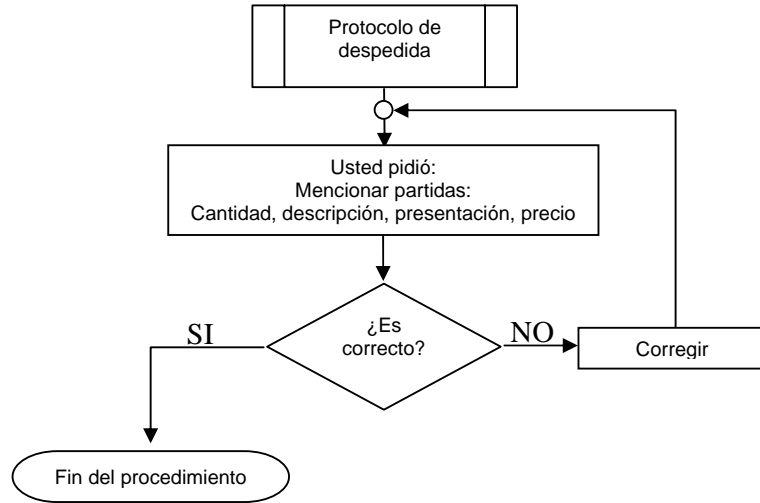 Protocolo de
despedida
Usted pidió:
Mencionar partidas:
Cantidad, descripción, presentación, precio
¿Es
correcto?
SI
NO
Corregir
Fin del procedimiento